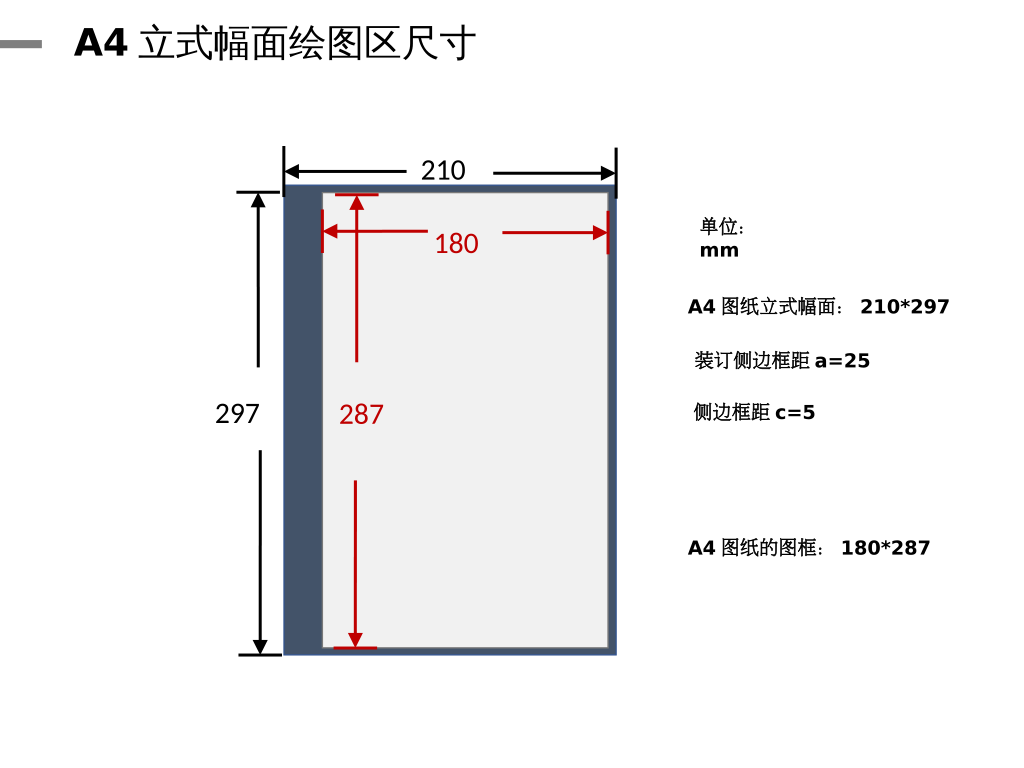 A4 立式幅面绘图区尺寸
210
180
单位:
mm
A4 图纸立式幅面： 210*297
装订侧边框距 a=25
297
287
侧边框距 c=5
A4 图纸的图框： 180*287